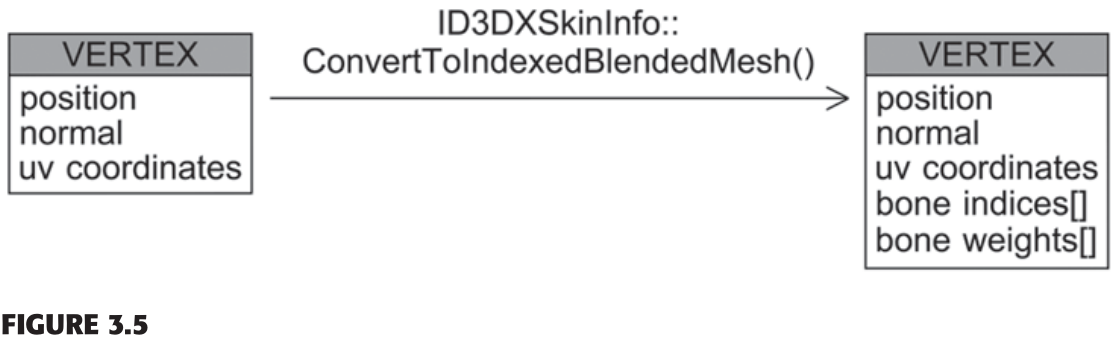 VERTEX
position
normal
uv coordinates
ID3DXSkinInfo::
ConvertToIndexedBlendedMesh()
VERTEX
position
normal
uv coordinates
bone indices[]
bone weights[]
FIGURE 3.5